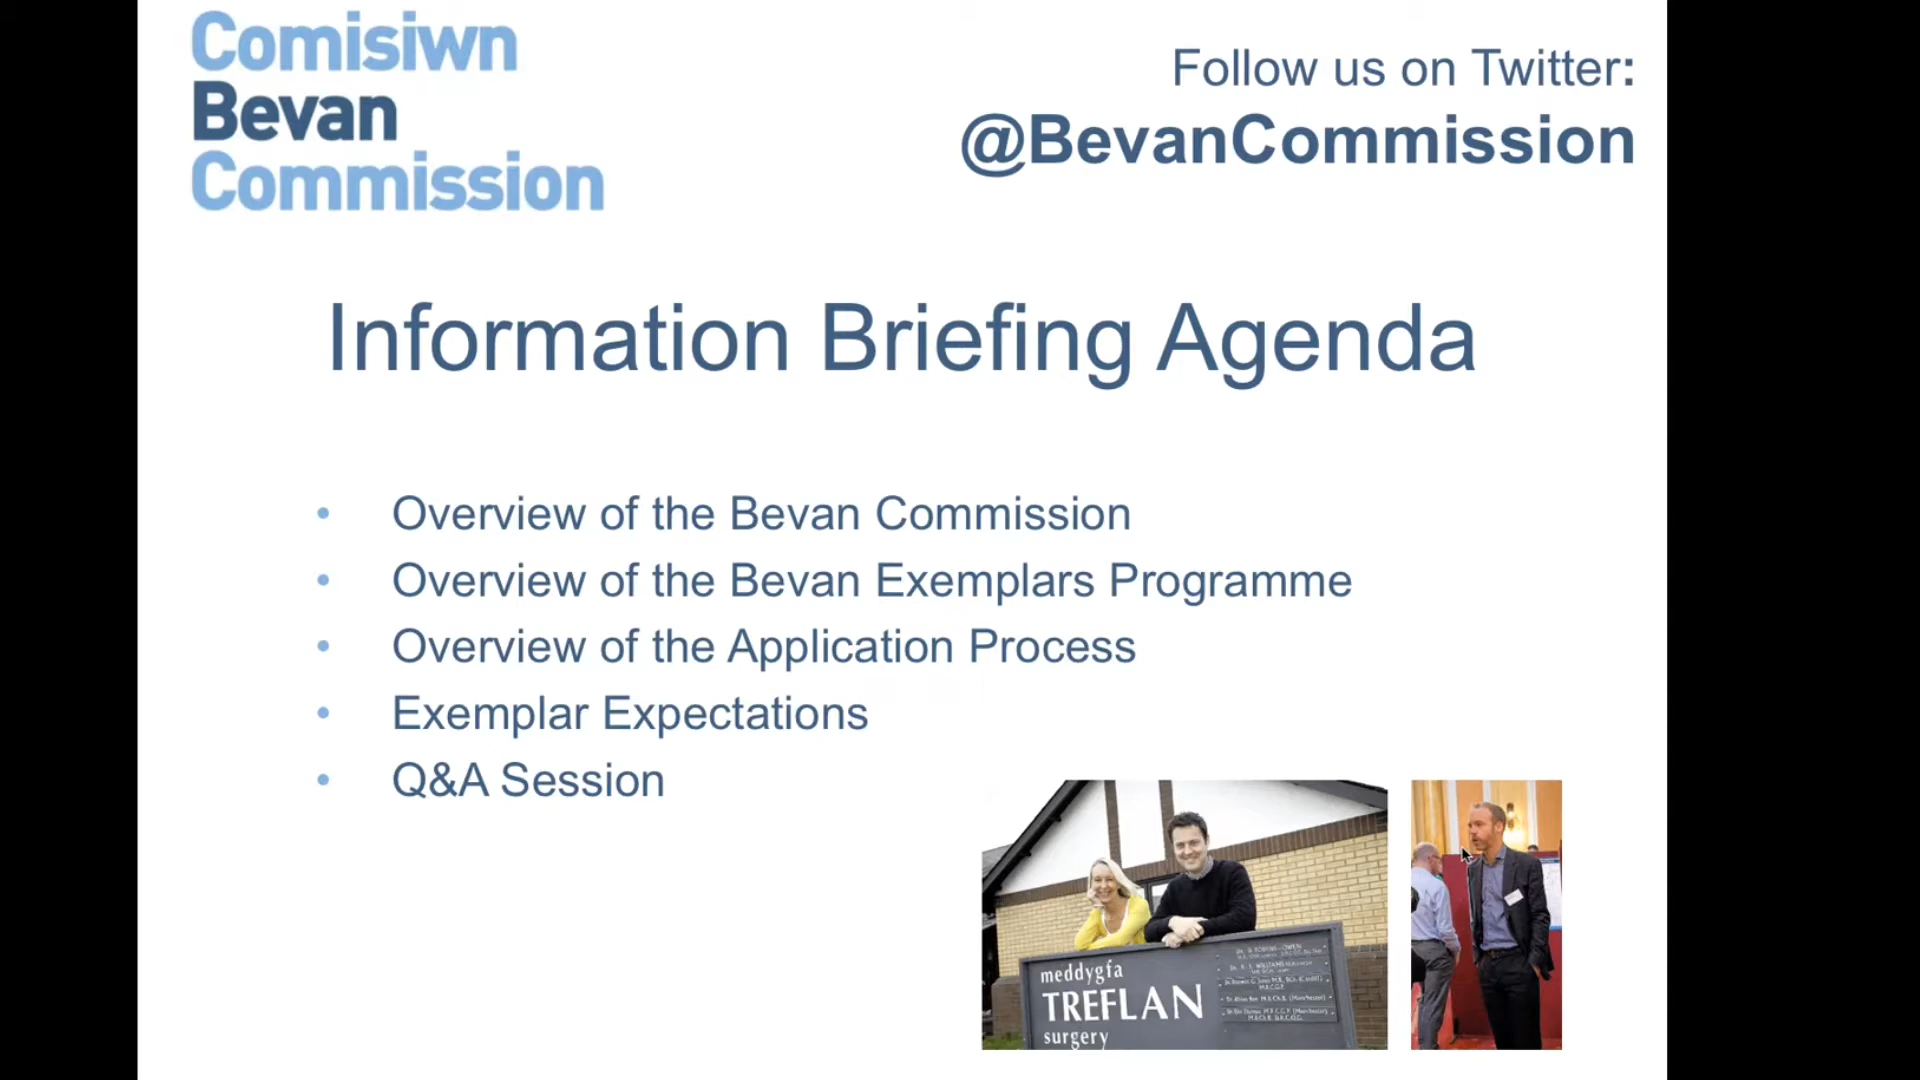 Comisiwn
Bevan
Commission
Follow us on Twitter:
@BevanCommission
Information Briefing Agenda
• Overview of the Bevan Commission
• Overview of the Bevan Exemplars Programme
• Overview of the Application Process
• Exemplar Expectations
• Q&A Session
meddygfa
TREFLAN
surgery